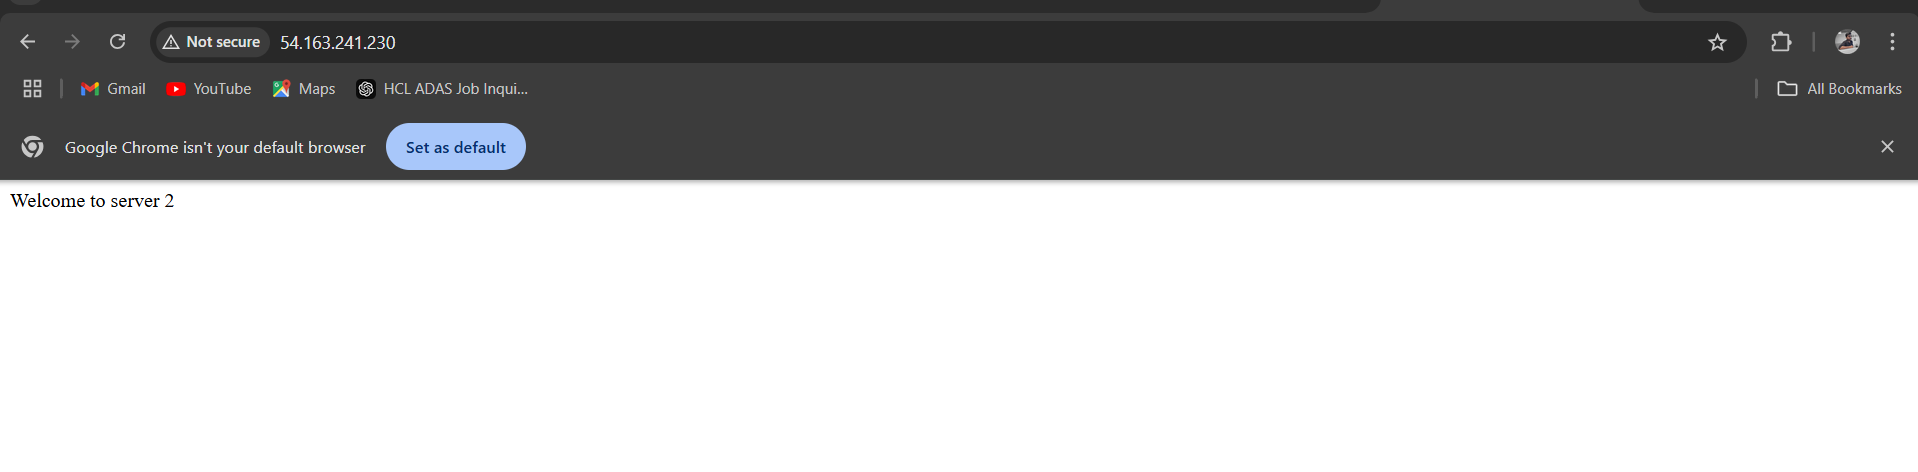 Not secure 54.163.241.230
Gmail YouTube Maps HCL ADAS Job Inqui... All Bookmarks
Google Chrome isn't your default browser Set as default
Welcome to server 2